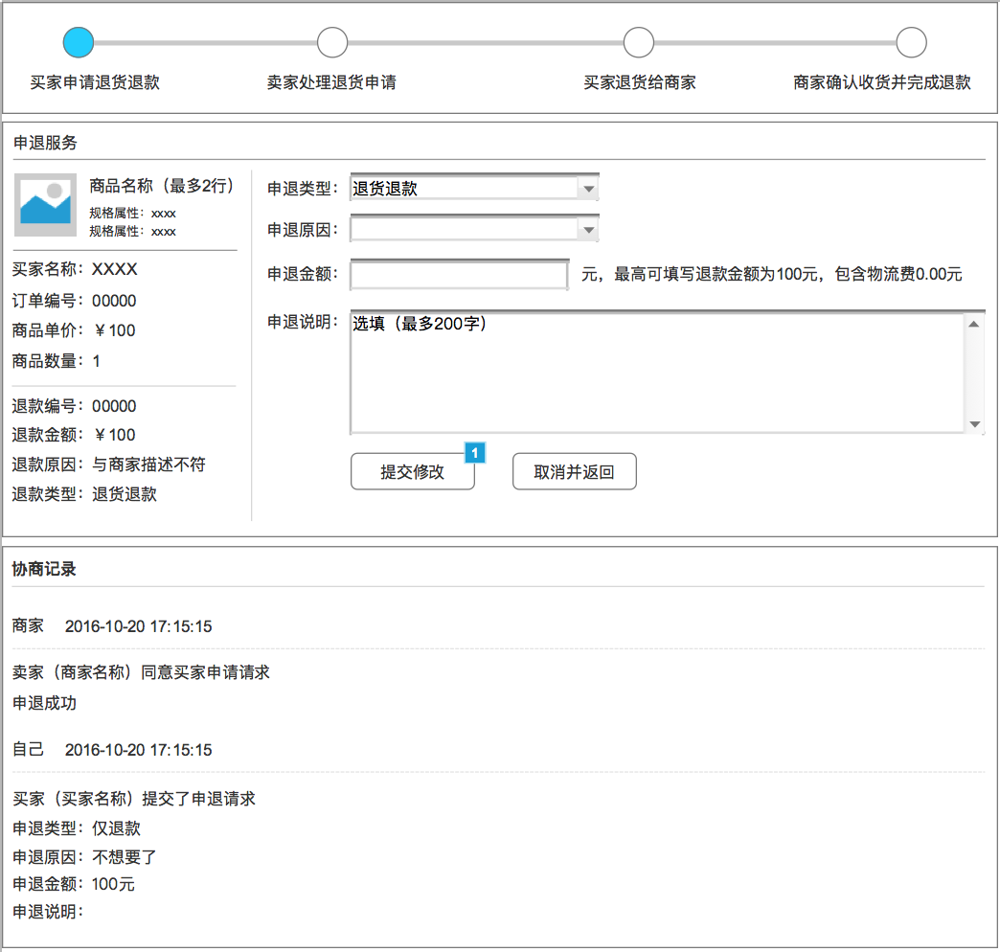 买家申请退货退款
卖家处理退货申请
买家退货给商家
商家确认收货并完成退款
申退服务
商品名称（最多2行）
规格属性：xxxx
规格属性：xxxx
买家名称：XXXX
订单编号：00000
商品单价：￥100
商品数量：1
退款编号：00000
退款金额：￥100
退款原因：与商家描述不符
退款类型：退货退款
申退类型：退货退款
申退原因：
申退金额： 元，最高可填写退款金额为100元，包含物流费0.00元
申退说明：选填（最多200字）
提交修改
1
取消并返回
协商记录
商家 2016-10-20 17:15:15
卖家（商家名称）同意买家申请请求
申退成功
自己 2016-10-20 17:15:15
买家（买家名称）提交了申退请求
申退类型：仅退款
申退原因：不想要了
申退金额：100元
申退说明：